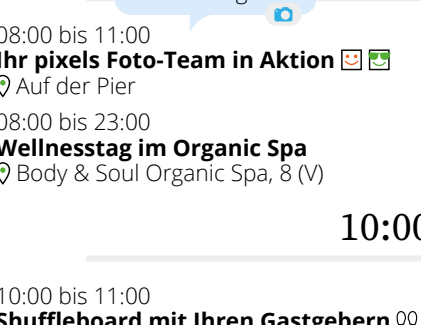 08:00 bis 11:00
Ihr pixels Foto-Team in Aktion
Auf der Pier
08:00 bis 23:00
Wellnesstag im Organic Spa
Body & Soul Organic Spa, 8 (V)
10:00
10:00 bis 11:00
Shuffleboard mit Ihren Gastgebern